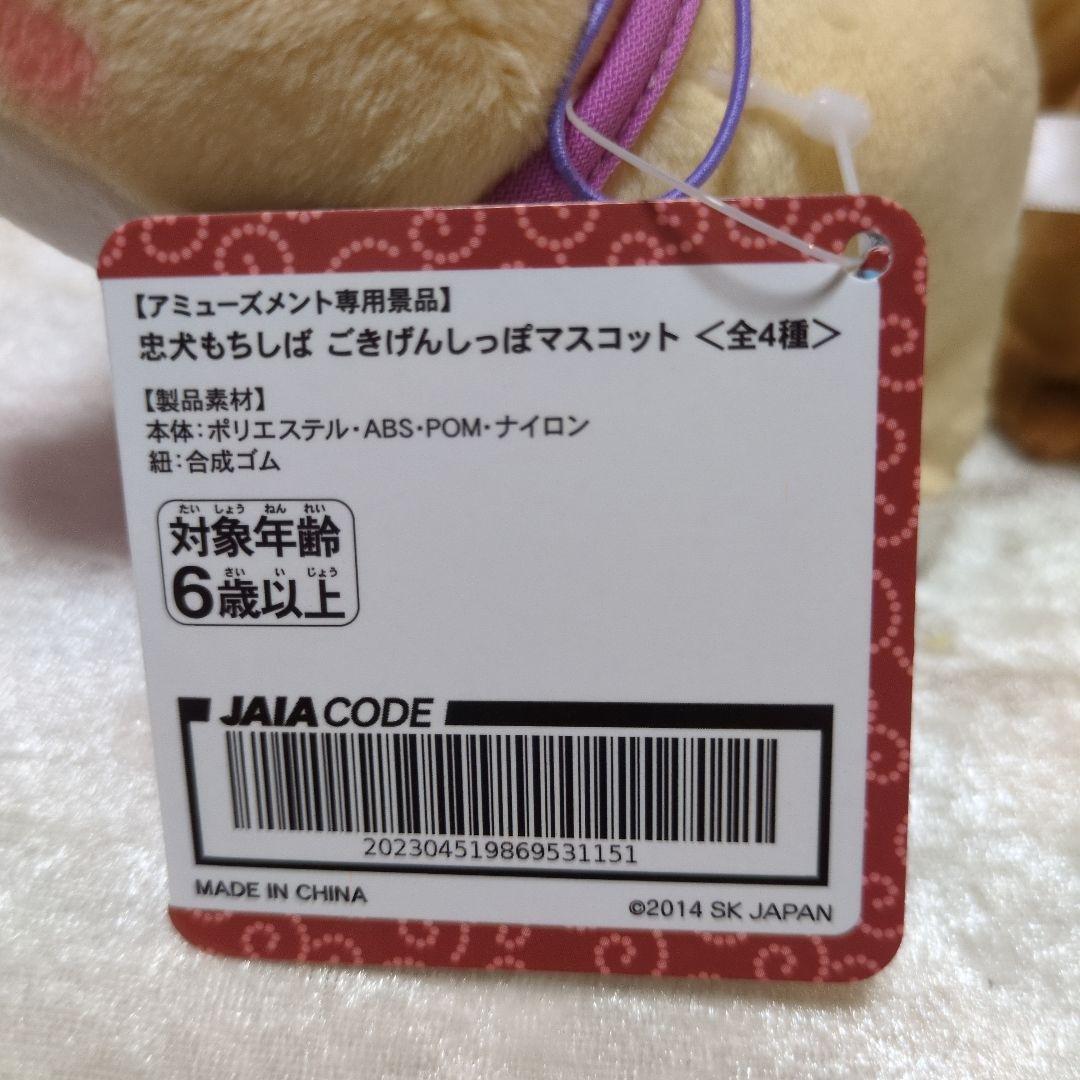 【アミューズメント専用景品】
忠犬もちしば ごきげんしっぽマスコット ＜全4種＞
【製品素材】
本体：ポリエステル・ABS・POM・ナイロン
紐：合成ゴム
たい しょう ねん れい
対象年齢
さい い じょう
6歳以上
JAIA CODE
202304519869531151
MADE IN CHINA
©2014 SK JAPAN